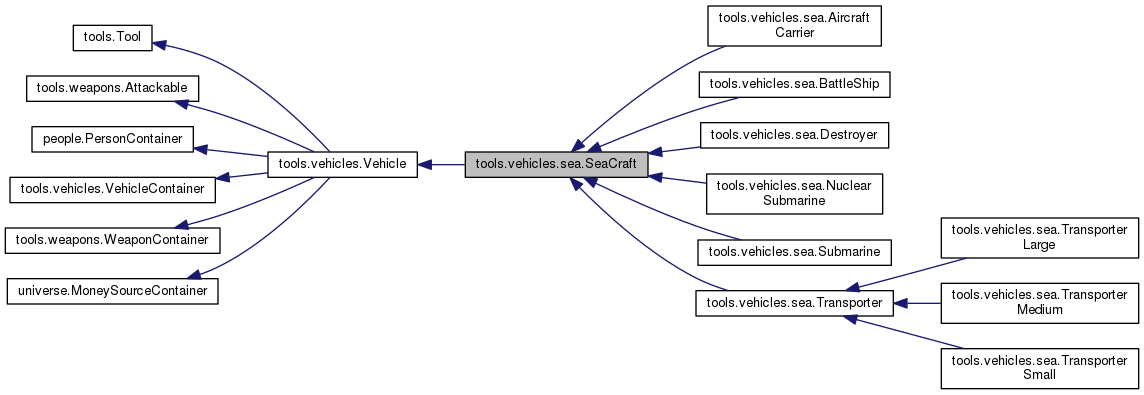 tools.Tool
tools.weapons.Attackable
people.PersonContainer
tools.vehicles.VehicleContainer
tools.weapons.WeaponContainer
universe.MoneySourceContainer
tools.vehicles.Vehicle
tools.vehicles.sea.SeaCraft
tools.vehicles.sea.Aircraft
Carrier
tools.vehicles.sea.BattleShip
tools.vehicles.sea.Destroyer
tools.vehicles.sea.Nuclear
Submarine
tools.vehicles.sea.Submarine
tools.vehicles.sea.Transporter
tools.vehicles.sea.Transporter
Large
tools.vehicles.sea.Transporter
Medium
tools.vehicles.sea.Transporter
Small